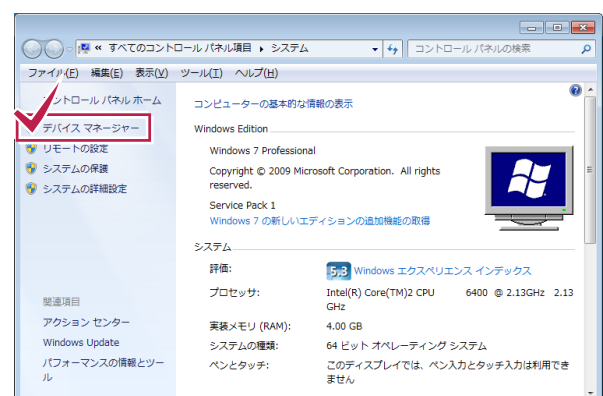 « すべてのコントロール パネル項目 ▸ システム
コントロール パネルの検索
ファイル(F) 編集(E) 表示(V) ツール(T) ヘルプ(H)
コントロール パネル ホーム
デバイス マネージャー
リモートの設定
システムの保護
システムの詳細設定
関連項目
アクション センター
Windows Update
パフォーマンスの情報とツー
ル
コンピューターの基本的な情報の表示
Windows Edition
Windows 7 Professional
Copyright © 2009 Microsoft Corporation. All rights
reserved.
Service Pack 1
Windows 7 の新しいエディションの追加機能の取得
システム
評価:
5.3 Windows エクスペリエンス インデックス
プロセッサ:
Intel(R) Core(TM)2 CPU 6400 @ 2.13GHz 2.13
GHz
実装メモリ (RAM):
4.00 GB
システムの種類:
64 ビット オペレーティング システム
ペンとタッチ:
このディスプレイでは、ペン入力とタッチ入力は利用でき
ません